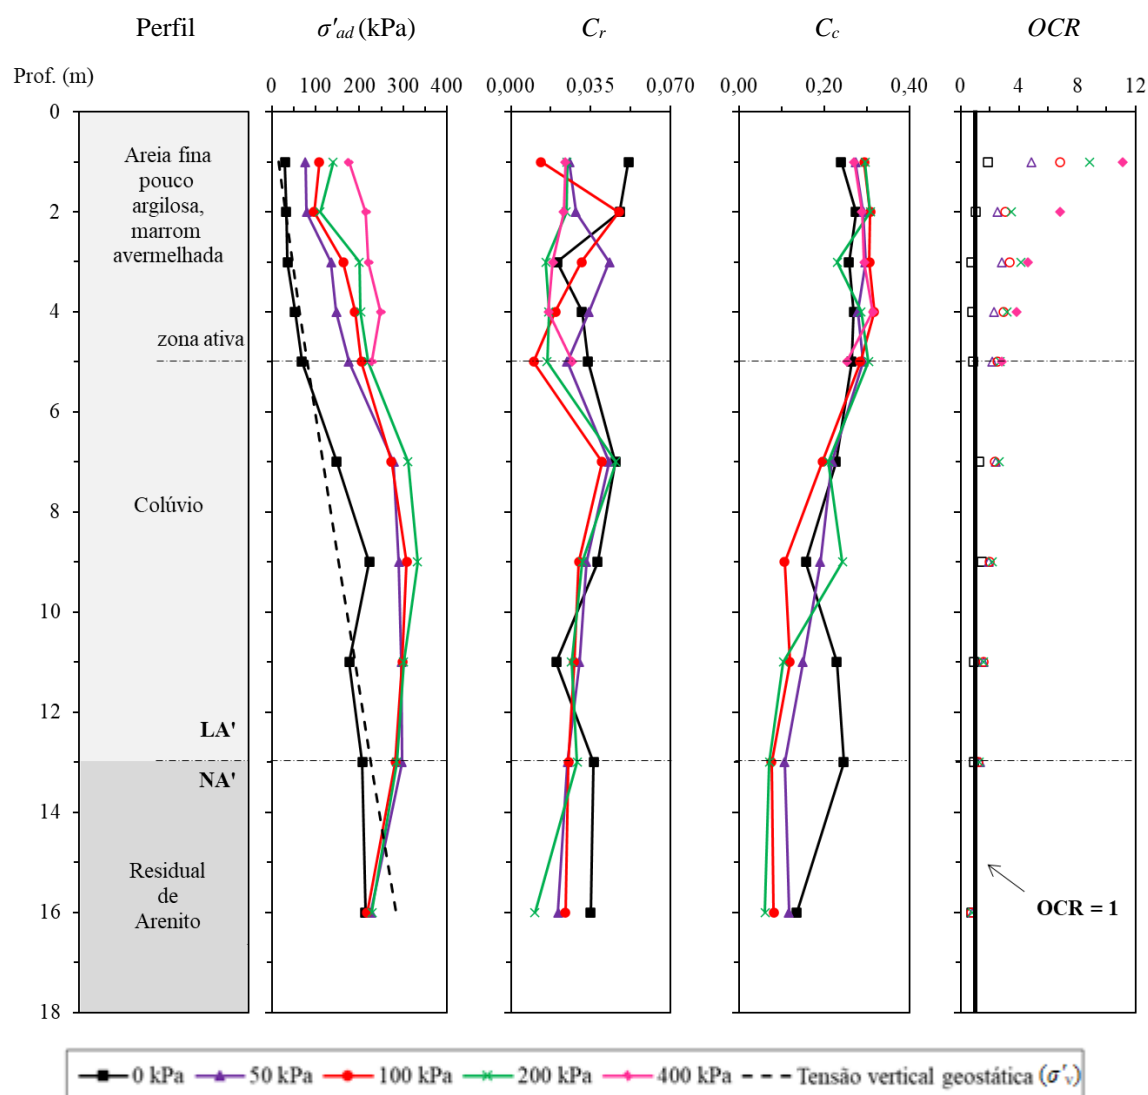 Perfil σ'ad (kPa) Cr Cc OCR
Prof. (m)
0 100 200 300 400
0,000 0,035 0,070
0,00 0,20 0,40
0 4 8 12
0
2
4
6
8
10
12
14
16
18
Areia fina
pouco
argilosa,
marrom
avermelhada
zona ativa
Colúvio
LA'
NA'
Residual
de
Arenito
OCR = 1
0 kPa 50 kPa 100 kPa 200 kPa 400 kPa Tensão vertical geostática (σ'v)